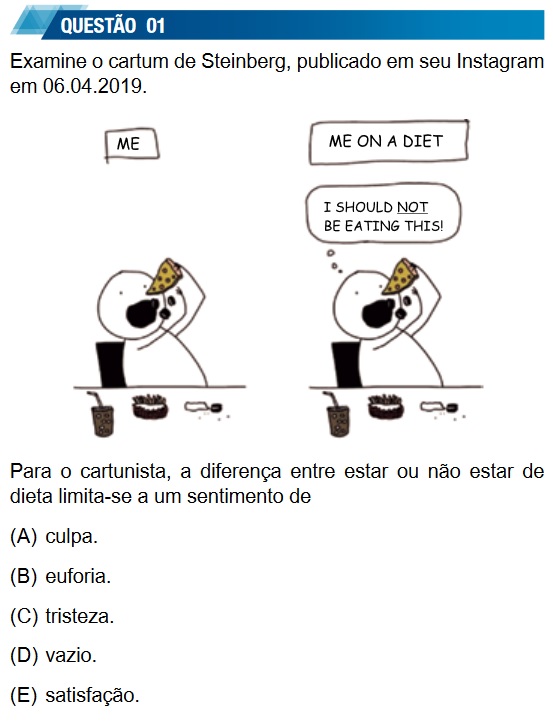 QUESTÃO 01
Examine o cartum de Steinberg, publicado em seu Instagram
em 06.04.2019.
ME
ME ON A DIET
I SHOULD NOT
BE EATING THIS!
Para o cartunista, a diferença entre estar ou não estar de
dieta limita-se a um sentimento de
(A) culpa.
(B) euforia.
(C) tristeza.
(D) vazio.
(E) satisfação.